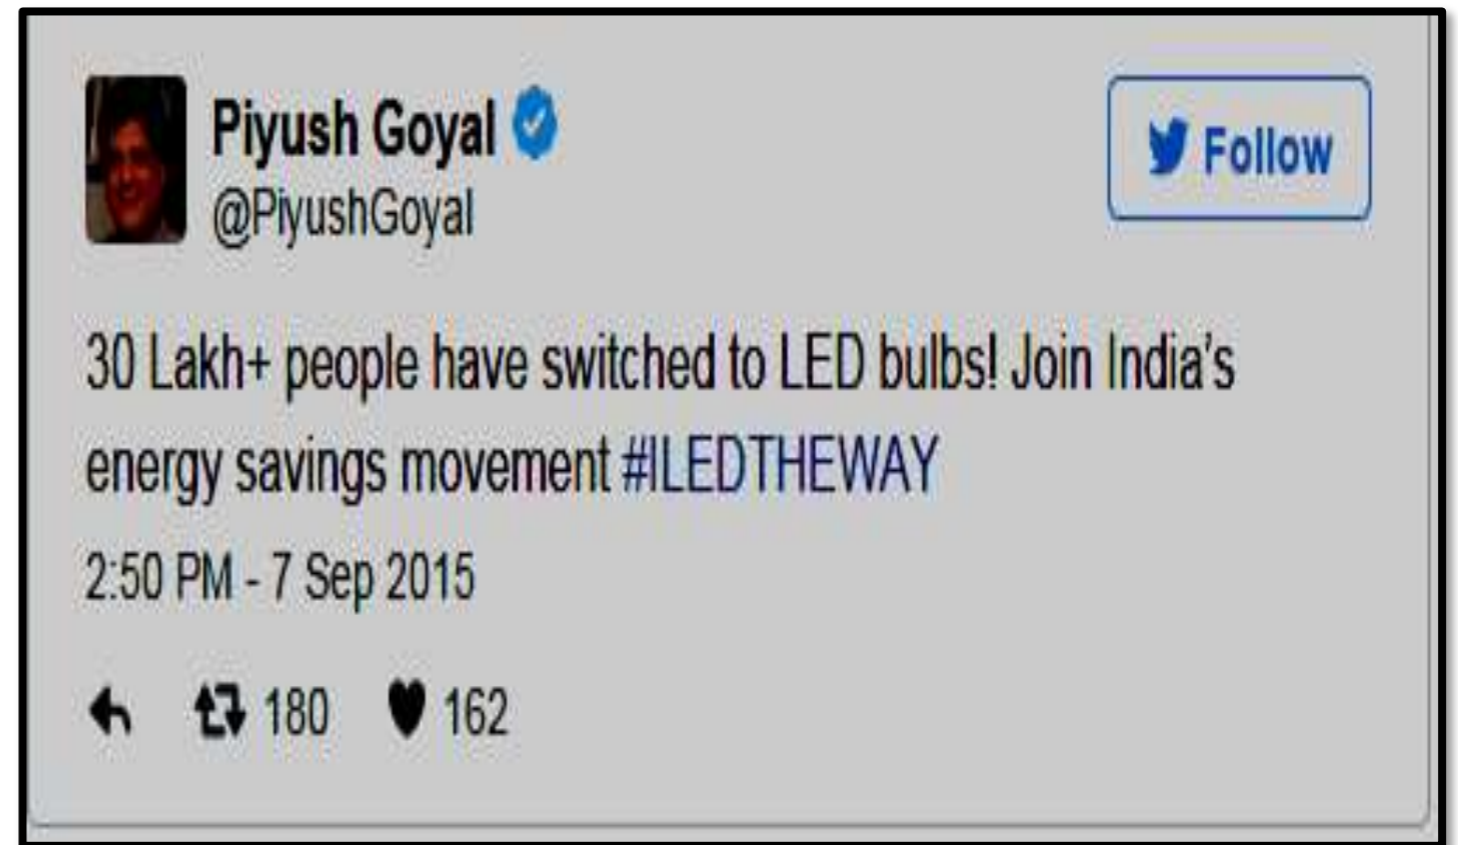 Piyush Goyal
@PiyushGoyal
Follow
30 Lakh+ people have switched to LED bulbs! Join India's
energy savings movement #ILEDTHEWAY
2:50 PM - 7 Sep 2015
180 162